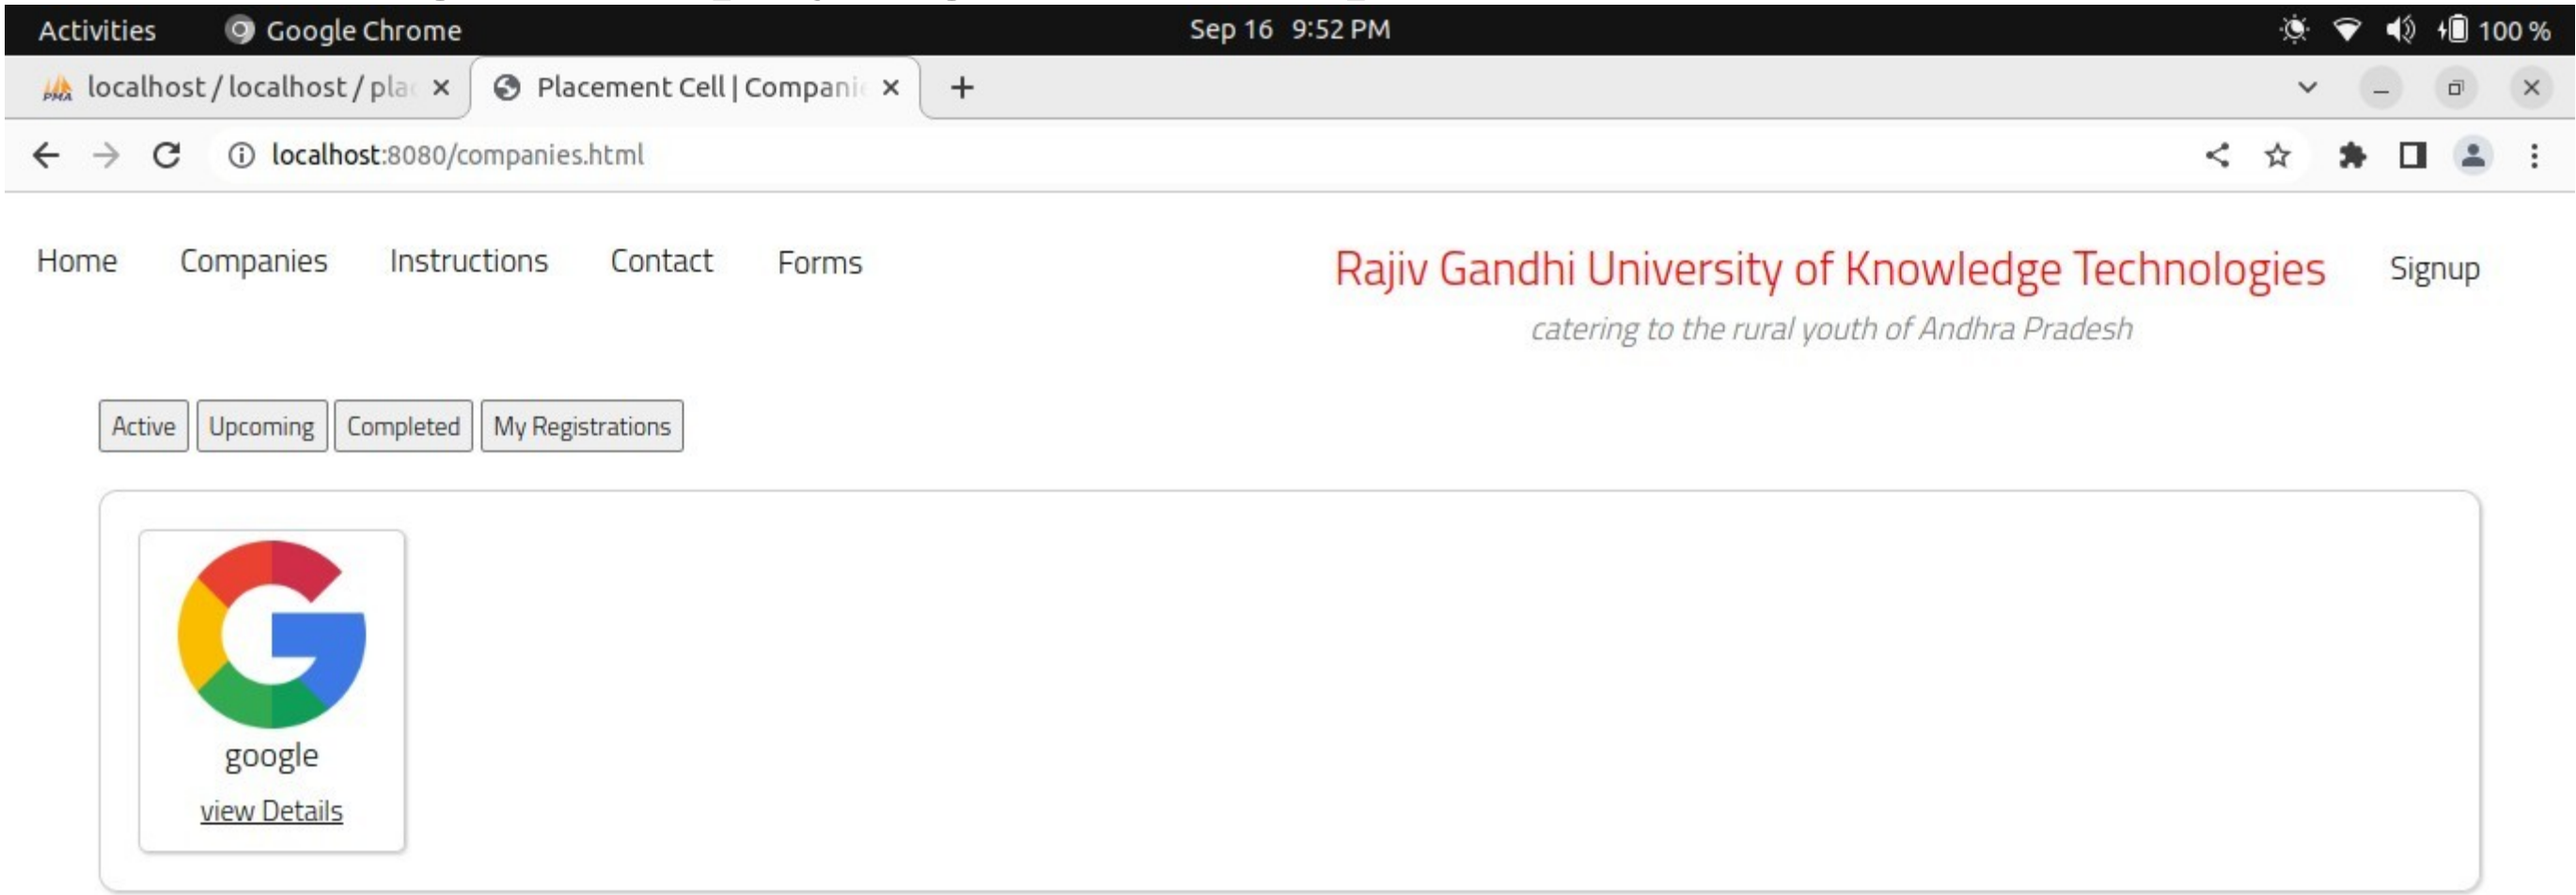 Activities Google Chrome Sep 16 9:52 PM 100 %
localhost / localhost / pla Placement Cell | Companie
localhost:8080/companies.html
Home Companies Instructions Contact Forms Rajiv Gandhi University of Knowledge Technologies Signup
catering to the rural youth of Andhra Pradesh
Active Upcoming Completed My Registrations
google
view Details